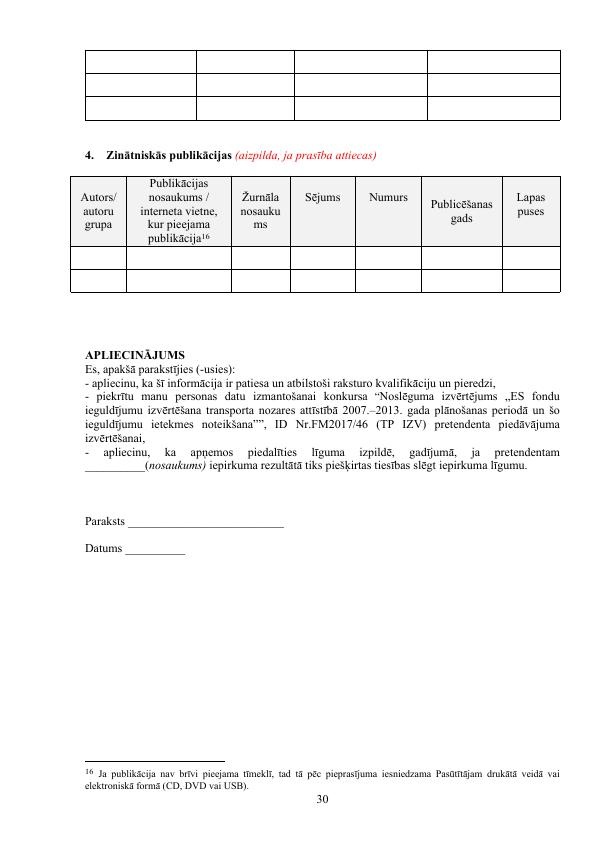 4. Zinātniskās publikācijas (aizpilda, ja prasība attiecas)
Autors/
autoru
grupa
Publikācijas
nosaukums /
interneta vietne,
kur pieejama
publikācija16
Žurnāla
nosauku
ms
Sējums
Numurs
Publicēšanas
gads
Lapas
puses
APLIECINĀJUMS
Es, apakšā parakstījies (-usies):
- apliecinu, ka šī informācija ir patiesa un atbilstoši raksturo kvalifikāciju un pieredzi,
- piekrītu manu personas datu izmantošanai konkursa “Noslēguma izvērtējums „ES fondu
ieguldījumu izvērtēšana transporta nozares attīstībā 2007.–2013. gada plānošanas periodā un šo
ieguldījumu ietekmes noteikšana””, ID Nr.FM2017/46 (TP IZV) pretendenta piedāvājuma
izvērtēšanai,
- apliecinu, ka apņemos piedalīties līguma izpildē, gadījumā, ja pretendentam
__________(nosaukums) iepirkuma rezultātā tiks piešķirtas tiesības slēgt iepirkuma līgumu.
Paraksts __________________________
Datums __________
16 Ja publikācija nav brīvi pieejama tīmeklī, tad tā pēc pieprasījuma iesniedzama Pasūtītājam drukātā veidā vai
elektroniskā formā (CD, DVD vai USB).
30